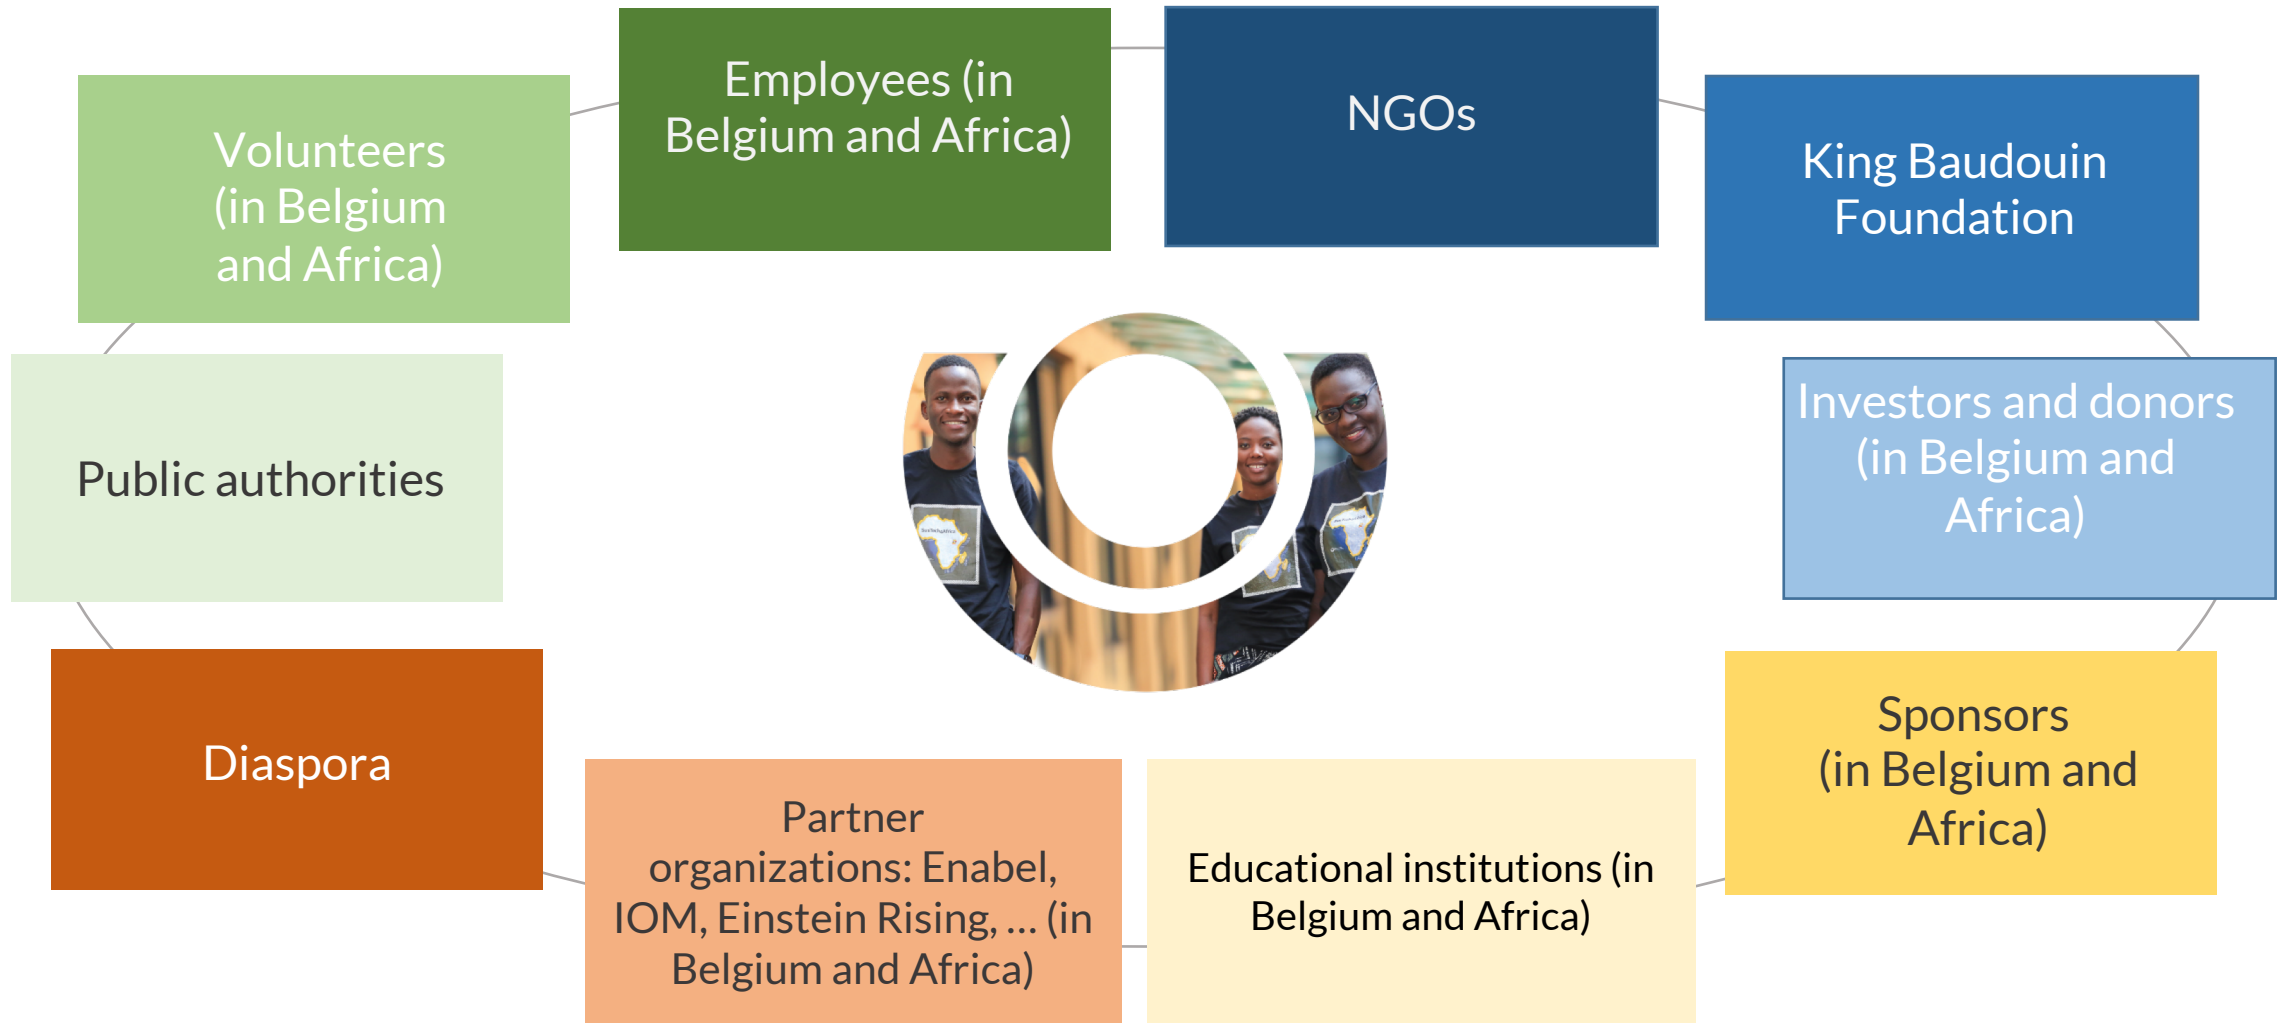 Employees (in
Belgium and Africa)
NGOs
King Baudouin
Foundation
Investors and donors
(in Belgium and
Africa)
Sponsors
(in Belgium and
Africa)
Educational institutions (in
Belgium and Africa)
Partner
organizations: Enabel,
IOM, Einstein Rising, ... (in
Belgium and Africa)
Diaspora
Public authorities
Volunteers
(in Belgium
and Africa)